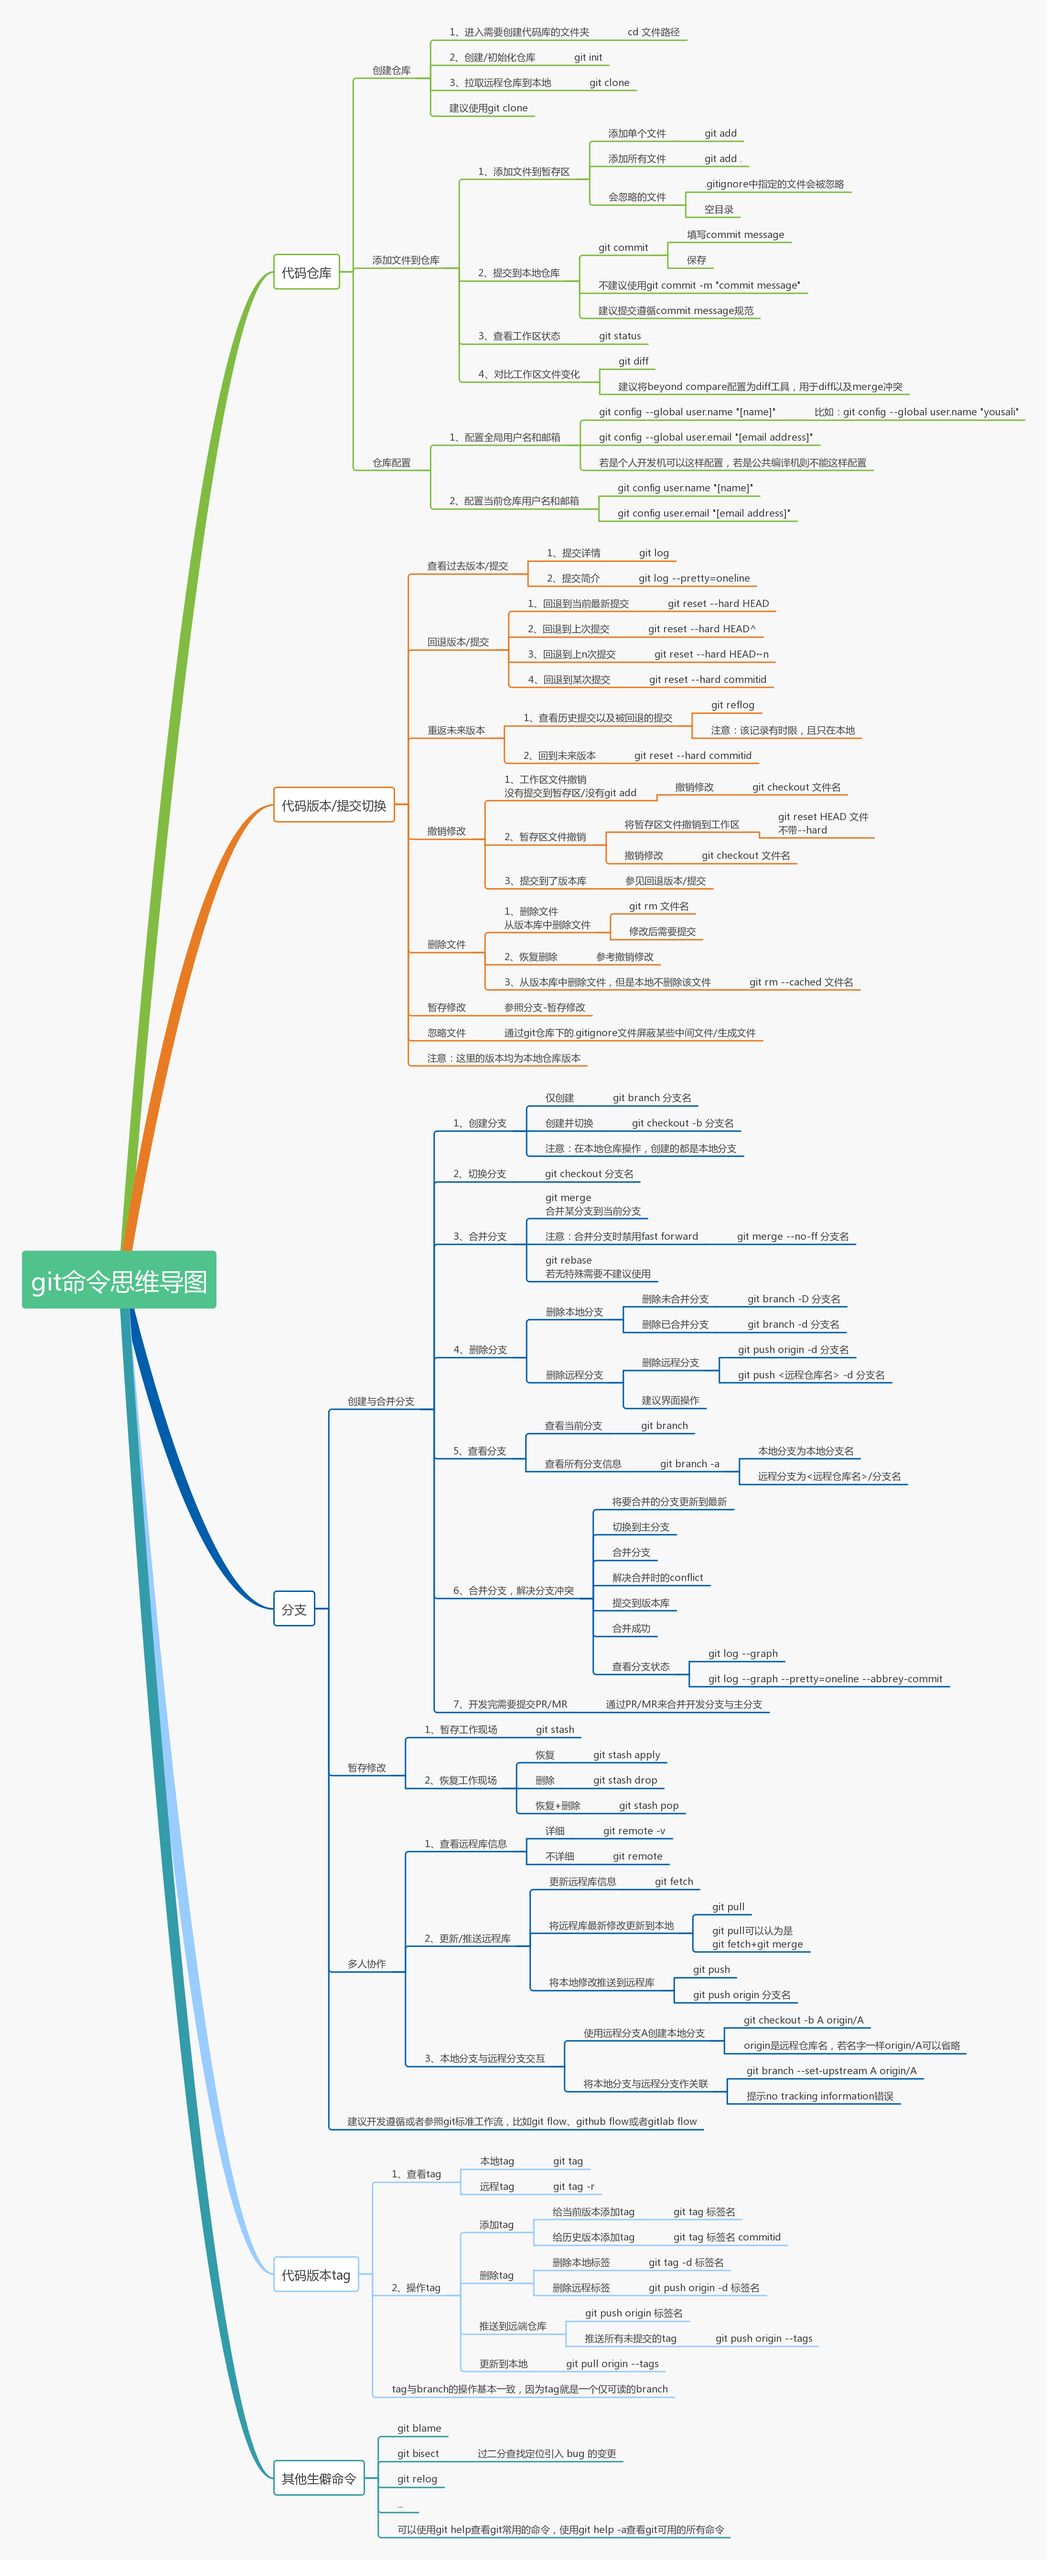 git命令思维导图
代码仓库
创建仓库
1、进入需要创建代码库的文件夹
cd 文件路径
2、创建/初始化仓库
git init
3、拉取远程仓库到本地
git clone
建议使用git clone
添加文件到仓库
1、添加文件到暂存区
添加单个文件
git add
添加所有文件
git add .
会忽略的文件
.gitignore中指定的文件会被忽略
空目录
2、提交到本地仓库
git commit
填写commit message
保存
不建议使用git commit -m "commit message"
建议提交遵循commit message规范
3、查看工作区状态
git status
4、对比工作区文件变化
git diff
建议将beyond compare配置为diff工具，用于diff以及merge冲突
仓库配置
1、配置全局用户名和邮箱
git config --global user.name "[name]"
比如：git config --global user.name "yousali"
git config --global user.email "[email address]"
若是个人开发机可以这样配置，若是公共编译机则不能这样配置
2、配置当前仓库用户名和邮箱
git config user.name "[name]"
git config user.email "[email address]"
代码版本/提交切换
查看过去版本/提交
1、提交详情
git log
2、提交简介
git log --pretty=oneline
回退版本/提交
1、回退到当前最新提交
git reset --hard HEAD
2、回退到上次提交
git reset --hard HEAD^
3、回退到上n次提交
git reset --hard HEAD~n
4、回退到某次提交
git reset --hard commitid
重返未来版本
1、查看历史提交以及被回退的提交
git reflog
注意：该记录有时限，且只在本地
2、回到未来版本
git reset --hard commitid
撤销修改
1、工作区文件撤销
没有提交到暂存区/没有git add
撤销修改
git checkout 文件名
2、暂存区文件撤销
将暂存区文件撤销到工作区
git reset HEAD 文件
不带--hard
撤销修改
git checkout 文件名
3、提交到了版本库
参见回退版本/提交
删除文件
1、删除文件
从版本库中删除文件
git rm 文件名
修改后需要提交
2、恢复删除
参考撤销修改
3、从版本库中删除文件，但是本地不删除该文件
git rm --cached 文件名
暂存修改
参照分支-暂存修改
忽略文件
通过git仓库下的.gitignore文件屏蔽某些中间文件/生成文件
注意：这里的版本均为本地仓库版本
分支
创建与合并分支
1、创建分支
仅创建
git branch 分支名
创建并切换
git checkout -b 分支名
注意：在本地仓库操作，创建的都是本地分支
2、切换分支
git checkout 分支名
3、合并分支
git merge
合并某分支到当前分支
注意：合并分支时禁用fast forward
git merge --no-ff 分支名
git rebase
若无特殊需要不建议使用
4、删除分支
删除本地分支
删除未合并分支
git branch -D 分支名
删除已合并分支
git branch -d 分支名
删除远程分支
删除远程分支
git push origin -d 分支名
git push <远程仓库名> -d 分支名
建议界面操作
5、查看分支
查看当前分支
git branch
查看所有分支信息
git branch -a
本地分支为本地分支名
远程分支为<远程仓库名>/分支名
6、合并分支，解决分支冲突
将要合并的分支更新到最新
切换到主分支
合并分支
解决合并时的conflict
提交到版本库
合并成功
查看分支状态
git log --graph
git log --graph --pretty=oneline --abbrey-commit
7、开发完需要提交PR/MR
通过PR/MR来合并开发分支与主分支
暂存修改
1、暂存工作现场
git stash
2、恢复工作现场
恢复
git stash apply
删除
git stash drop
恢复+删除
git stash pop
多人协作
1、查看远程库信息
详细
git remote -v
不详细
git remote
2、更新/推送远程库
更新远程库信息
git fetch
将远程库最新修改更新到本地
git pull
git pull可以认为是
git fetch+git merge
将本地修改推送到远程库
git push
git push origin 分支名
3、本地分支与远程分支交互
使用远程分支A创建本地分支
git checkout -b A origin/A
origin是远程仓库名，若名字一样origin/A可以省略
将本地分支与远程分支作关联
git branch --set-upstream A origin/A
提示no tracking information错误
建议开发遵循或者参照git标准工作流，比如git flow、github flow或者gitlab flow
代码版本tag
1、查看tag
本地tag
git tag
远程tag
git tag -r
2、操作tag
添加tag
给当前版本添加tag
git tag 标签名
给历史版本添加tag
git tag 标签名 commitid
删除tag
删除本地标签
git tag -d 标签名
删除远程标签
git push origin -d 标签名
推送到远端仓库
git push origin 标签名
推送所有未提交的tag
git push origin --tags
更新到本地
git pull origin --tags
tag与branch的操作基本一致，因为tag就是一个仅可读的branch
其他生僻命令
git blame
git bisect
过二分查找定位引入 bug 的变更
git relog
...
可以使用git help查看git常用的命令，使用git help -a查看git可用的所有命令